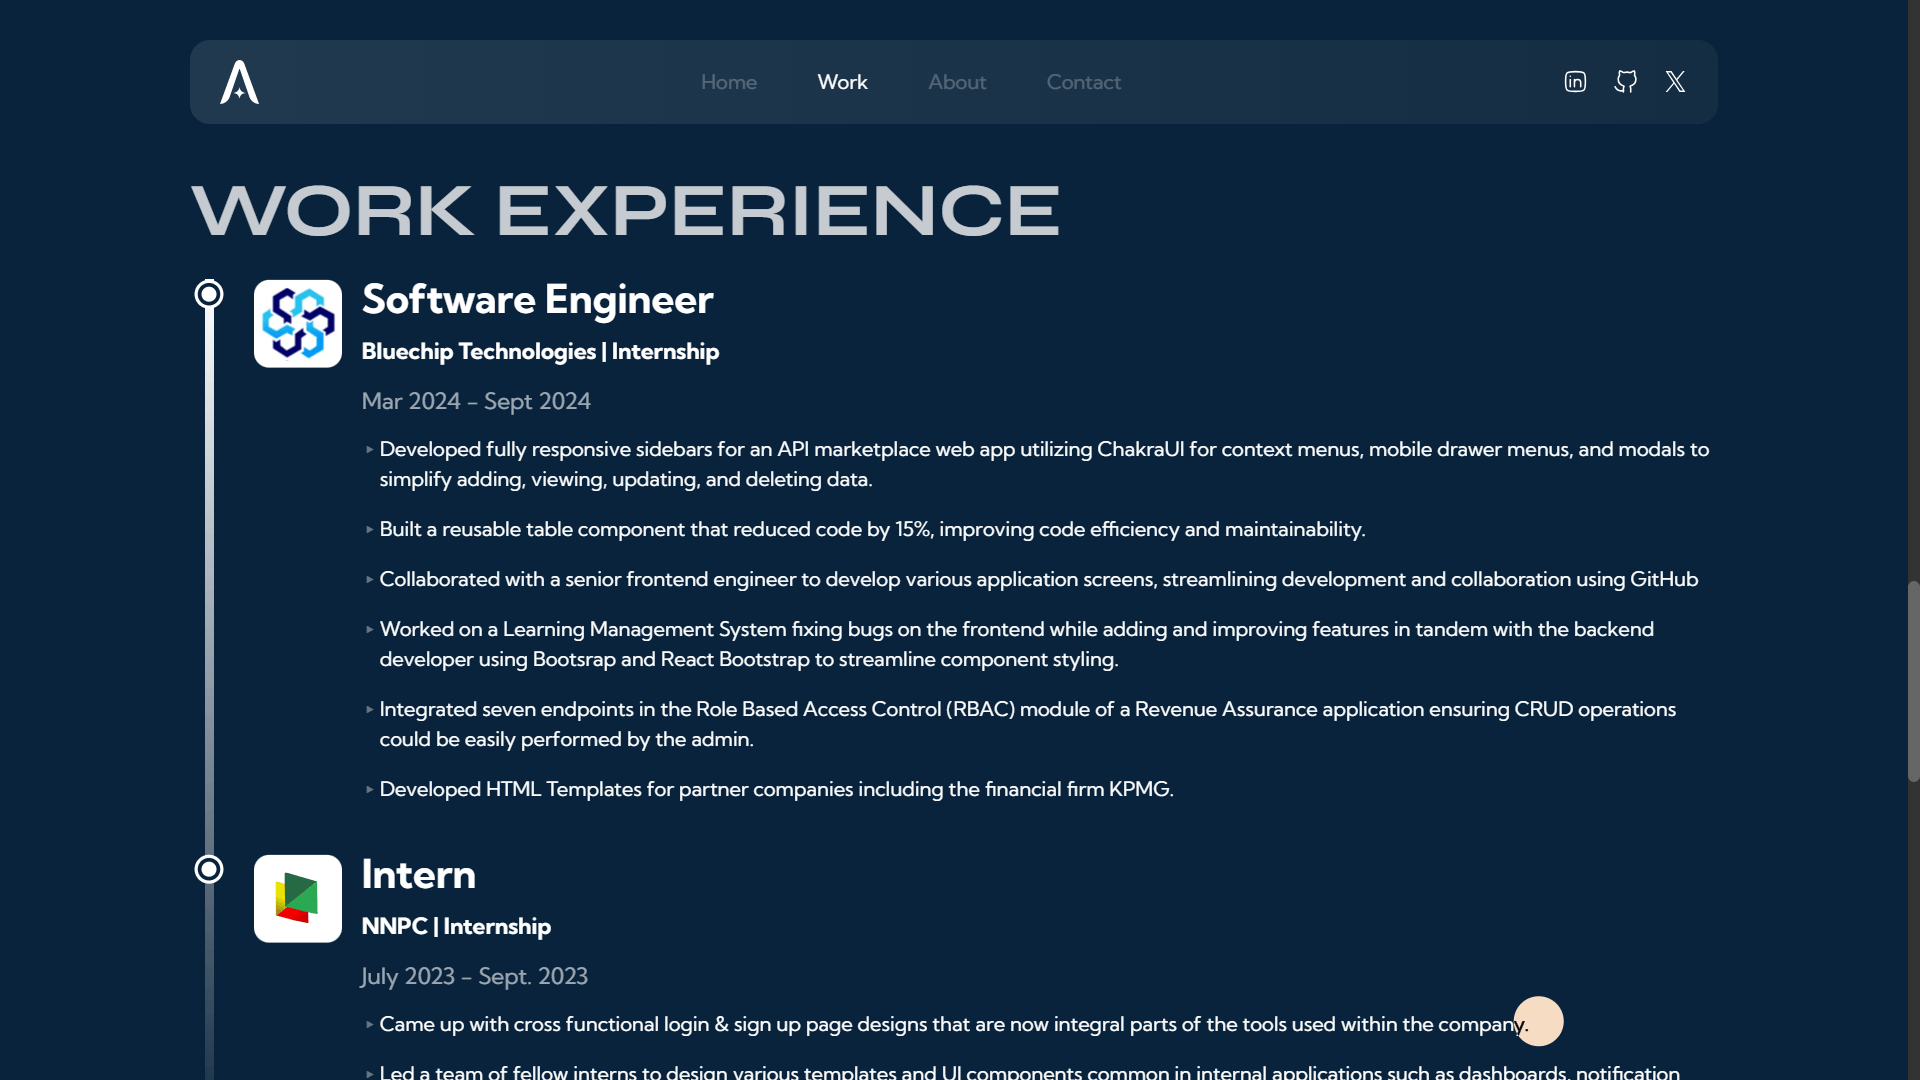 Home Work About Contact
WORK EXPERIENCE
Software Engineer
Bluechip Technologies | Internship
Mar 2024 - Sept 2024
Developed fully responsive sidebars for an API marketplace web app utilizing ChakraUI for context menus, mobile drawer menus, and modals to
simplify adding, viewing, updating, and deleting data.
Built a reusable table component that reduced code by 15%, improving code efficiency and maintainability.
Collaborated with a senior frontend engineer to develop various application screens, streamlining development and collaboration using GitHub
Worked on a Learning Management System fixing bugs on the frontend while adding and improving features in tandem with the backend
developer using Bootsrap and React Bootstrap to streamline component styling.
Integrated seven endpoints in the Role Based Access Control (RBAC) module of a Revenue Assurance application ensuring CRUD operations
could be easily performed by the admin.
Developed HTML Templates for partner companies including the financial firm KPMG.
Intern
NNPC | Internship
July 2023 - Sept. 2023
Came up with cross functional login & sign up page designs that are now integral parts of the tools used within the company.
Led a team of fellow interns to design various templates and UI components common in internal applications such as dashboards, notification